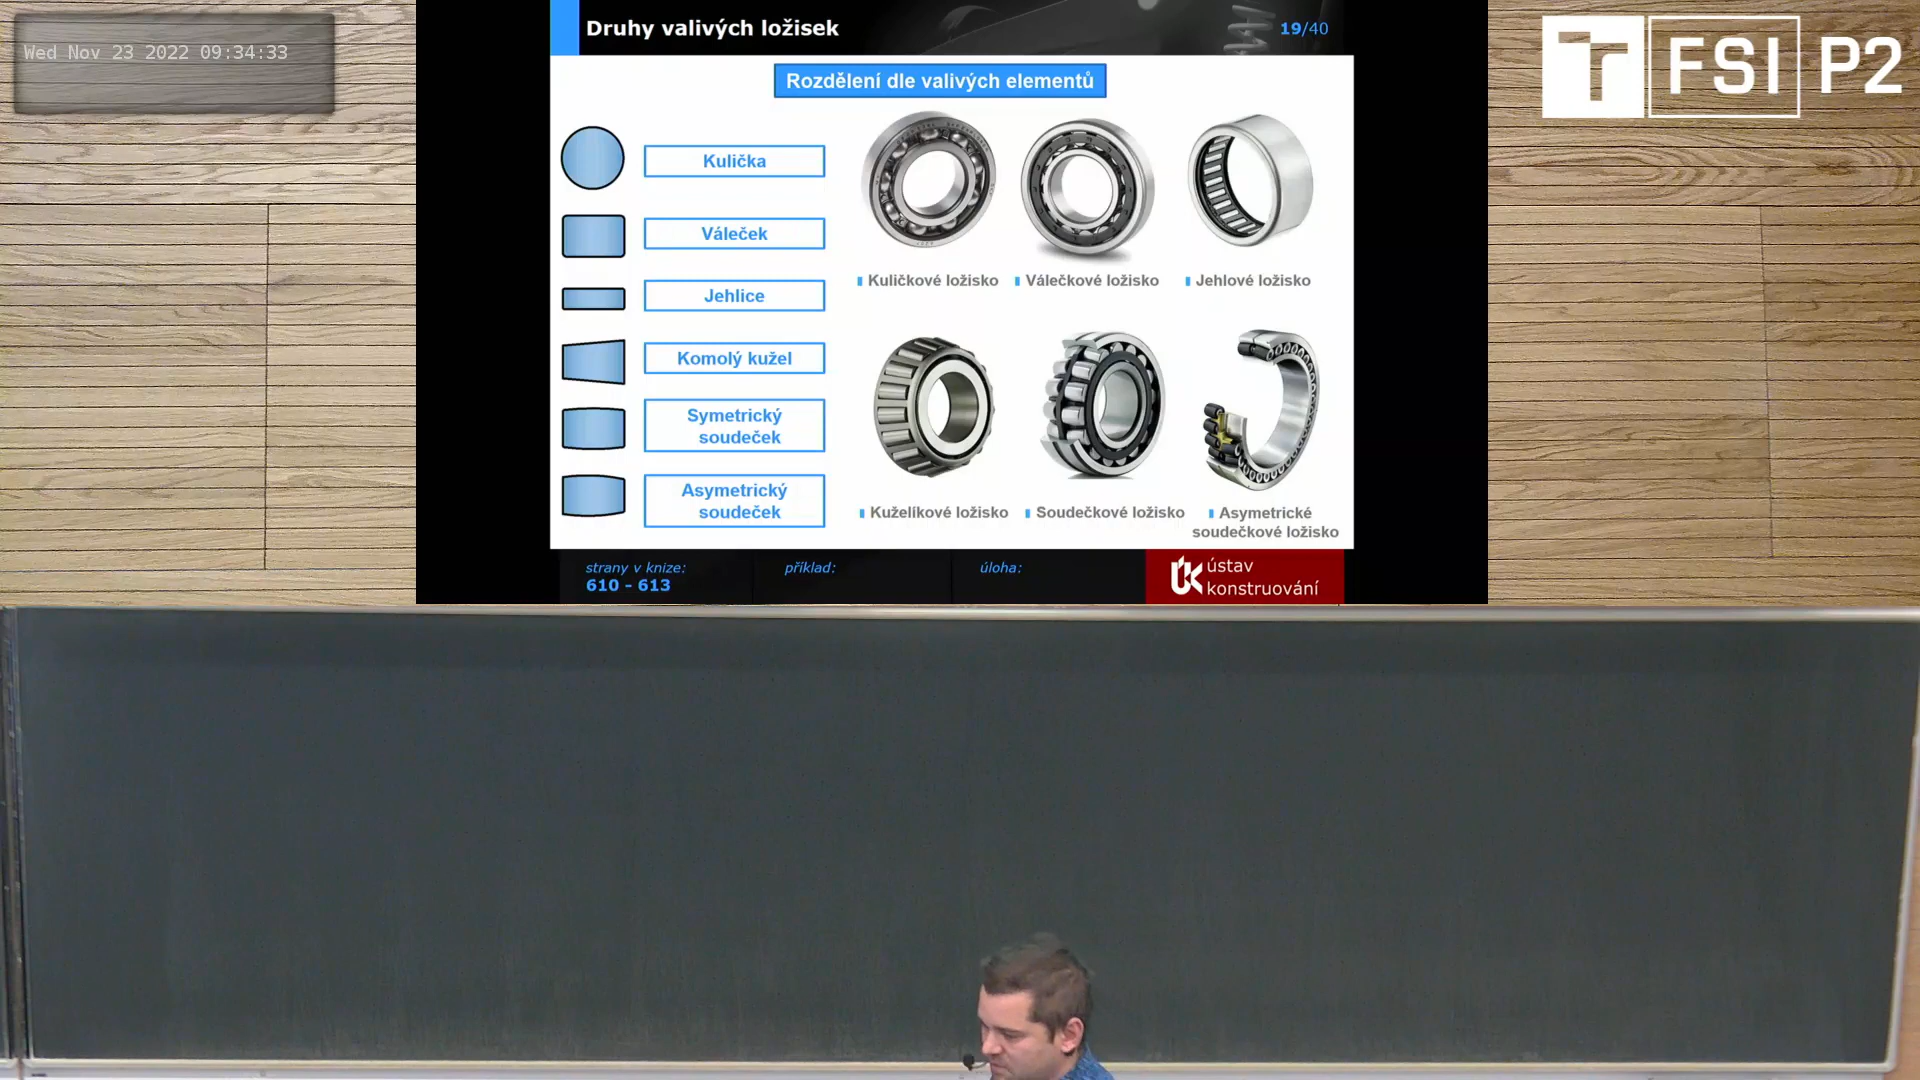 Wed Nov 23 2022 09:34:33
Druhy valivých ložisek
19/40
FSI P2
Rozdělení dle valivých elementů
Kulička
Váleček
Jehlice
Komolý kužel
Symetrický
soudeček
Asymetrický
soudeček
Kuličkové ložisko
Válečkové ložisko
Jehlové ložisko
Kuželíkové ložisko
Soudečkové ložisko
Asymetrické
soudečkové ložisko
strany v knize:
610 - 613
příklad:
úloha:
ústav
konstruování